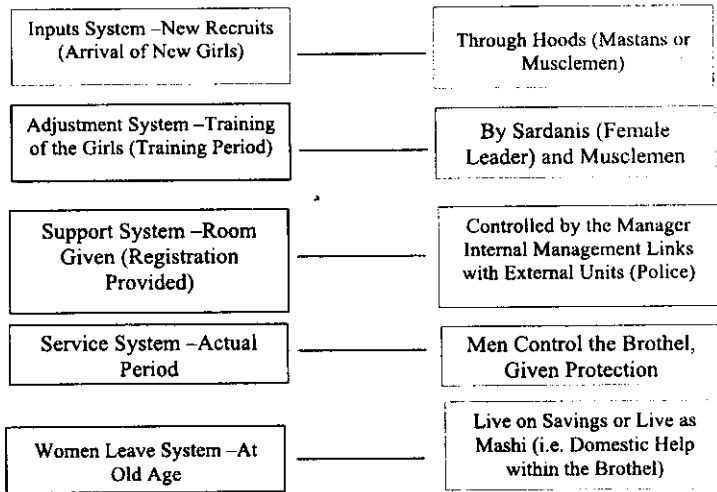 Inputs System –New Recruits
(Arrival of New Girls)
Through Hoods (Mastans or
Musclemen)
Adjustment System –Training
of the Girls (Training Period)
By Sardanis (Female
Leader) and Musclemen
Support System –Room
Given (Registration
Provided)
Controlled by the Manager
Internal Management Links
with External Units (Police)
Service System –Actual
Period
Men Control the Brothel,
Given Protection
Women Leave System –At
Old Age
Live on Savings or Live as
Mashi (i.e. Domestic Help
within the Brothel)